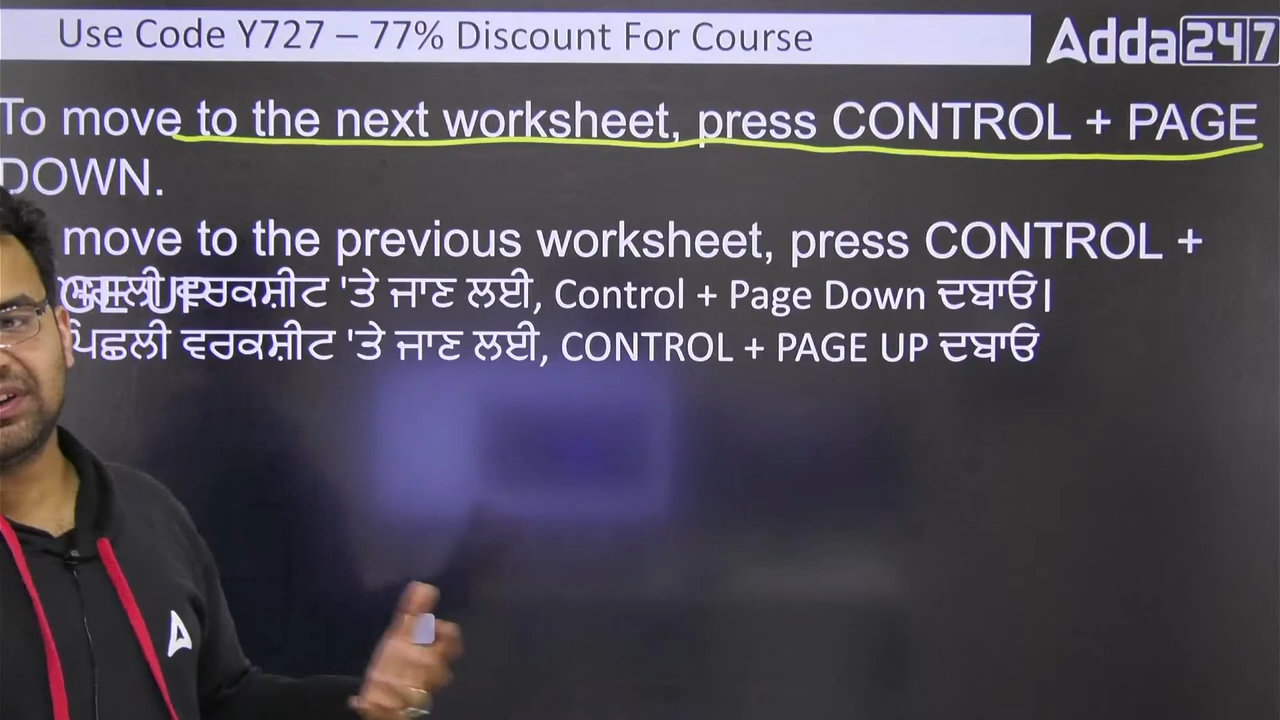 Use Code Y727 – 77% Discount For Course
Adda247
To move to the next worksheet, press CONTROL + PAGE
DOWN.
move to the previous worksheet, press CONTROL +
UP
ਵਰਕਸ਼ੀਟ 'ਤੇ ਜਾਣ ਲਈ, Control + Page Down ਦਬਾਓ।
ਪਿਛਲੀ ਵਰਕਸ਼ੀਟ 'ਤੇ ਜਾਣ ਲਈ, CONTROL + PAGE UP ਦਬਾਓ